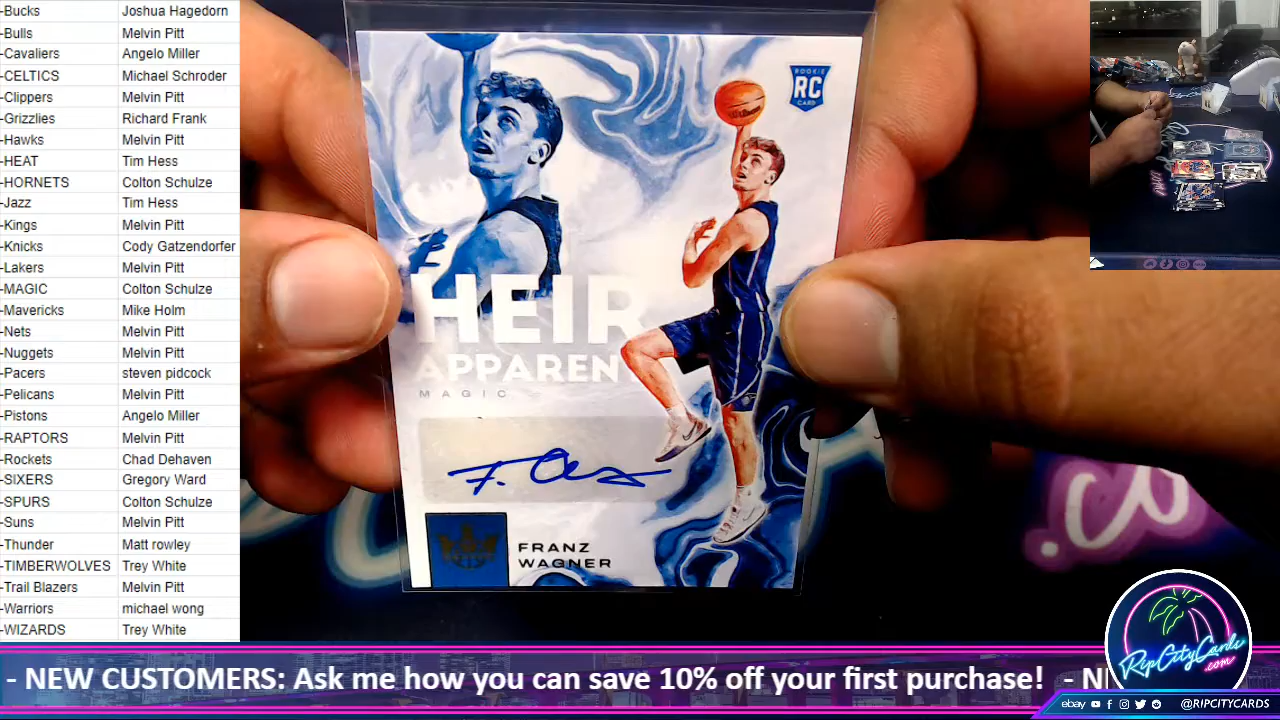 -Bucks Joshua Hagedorn
-Bulls Melvin Pitt
-Cavaliers Angelo Miller
-CELTICS Michael Schroder
-Clippers Melvin Pitt
-Grizzlies Richard Frank
-Hawks Melvin Pitt
-HEAT Tim Hess
-HORNETS Colton Schulze
-Jazz Tim Hess
-Kings Melvin Pitt
-Knicks Cody Gatzendorfer
-Lakers Melvin Pitt
-MAGIC Colton Schulze
-Mavericks Mike Holm
-Nets Melvin Pitt
-Nuggets Melvin Pitt
-Pacers steven pidcock
-Pelicans Melvin Pitt
-Pistons Angelo Miller
-RAPTORS Melvin Pitt
-Rockets Chad Dehaven
-SIXERS Gregory Ward
-SPURS Colton Schulze
-Suns Melvin Pitt
-Thunder Matt rowley
-TIMBERWOLVES Trey White
-Trail Blazers Melvin Pitt
-Warriors michael wong
-WIZARDS Trey White
ROOKIE
RC
CARD
HEIR
APPAREN
MAGIC
FRANZ
WAGNER
- NEW CUSTOMERS: Ask me how you can save 10% off your first purchase! - N
RipCityCards
.com
ebay @RIPCITYCARDS